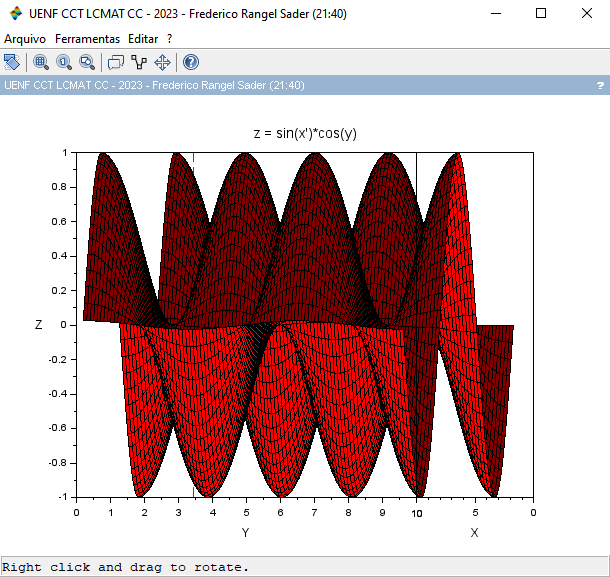 UENF CCT LCMAT CC - 2023 - Frederico Rangel Sader (21:40)
Arquivo Ferramentas Editar ?
UENF CCT LCMAT CC - 2023 - Frederico Rangel Sader (21:40) ?
z = sin(x')*cos(y)
1
0.8
0.6
0.4
0.2
Z 0
-0.2
-0.4
-0.6
-0.8
-1
0 1 2 3 4 5 6 7 8 9 10 10 5 0
Y X
Right click and drag to rotate.